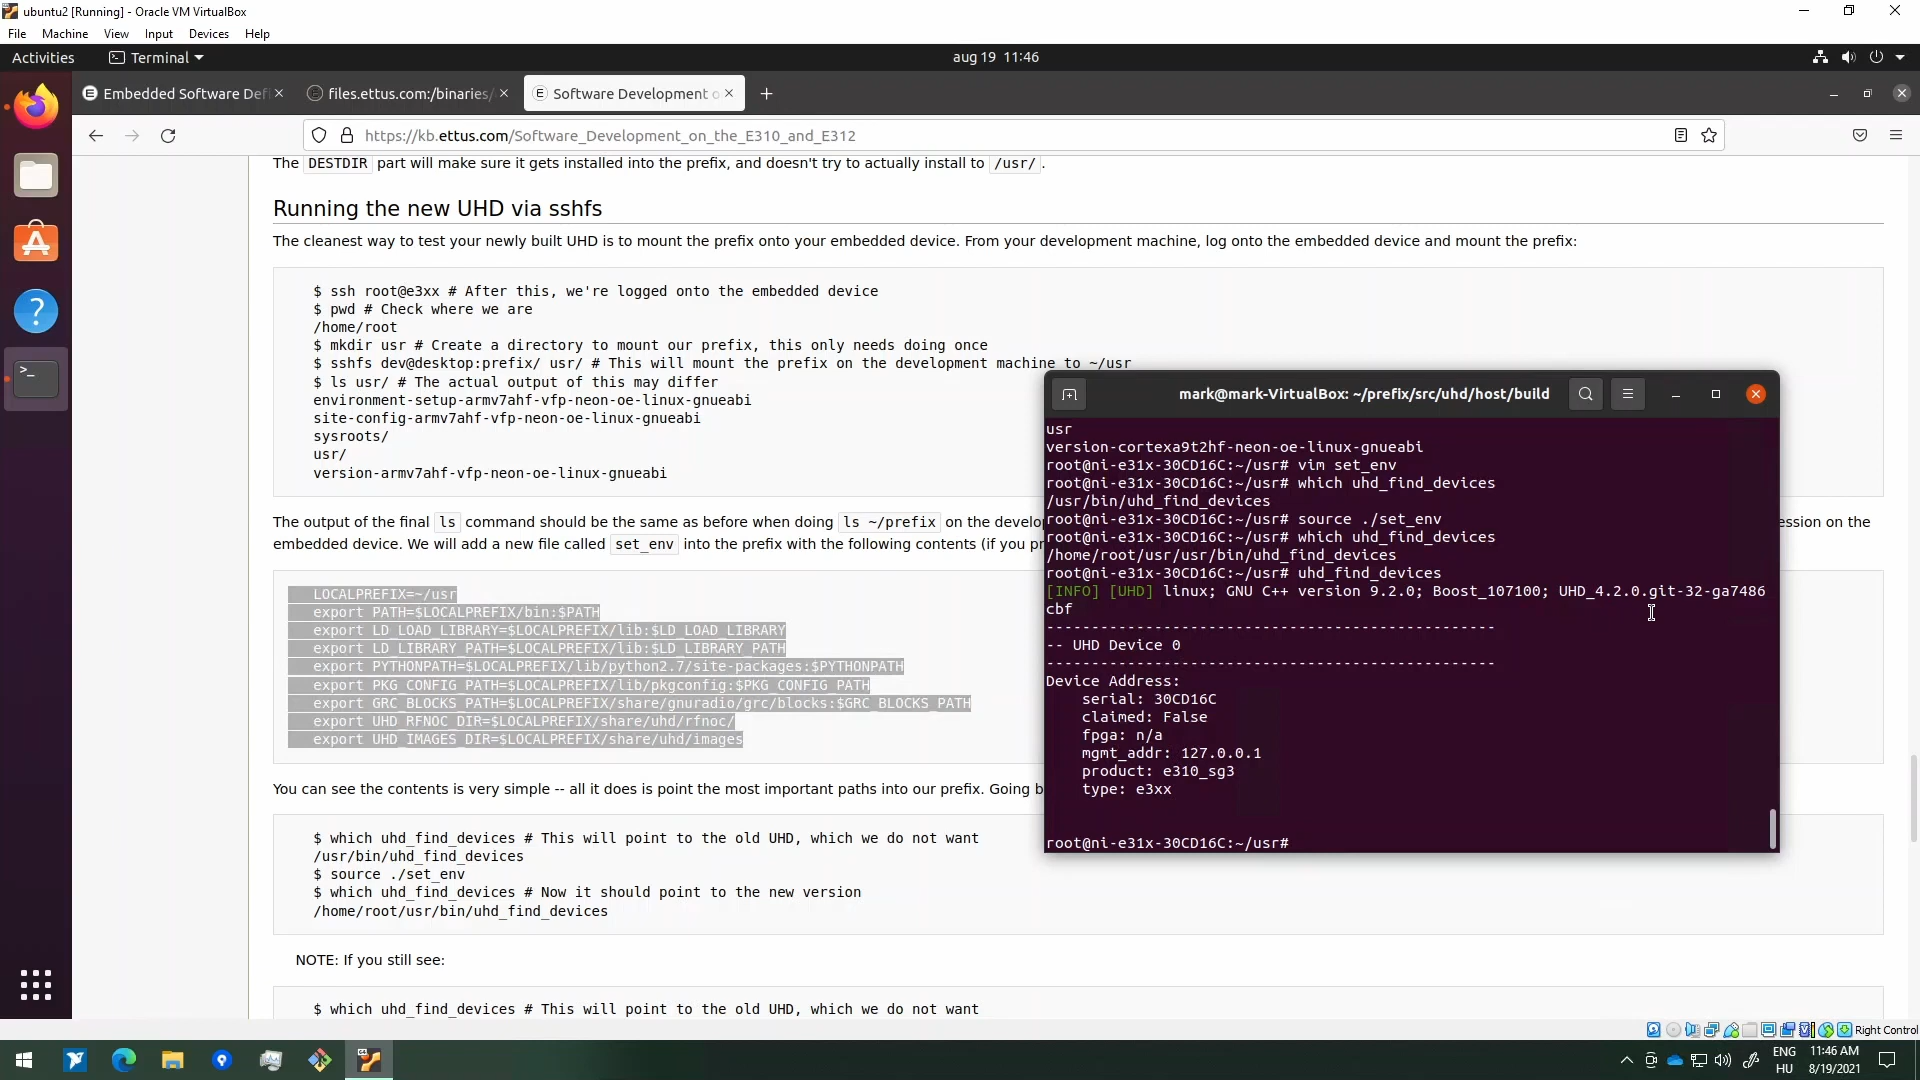 ubuntu2 [Running] - Oracle VM VirtualBox
File Machine View Input Devices Help
Activities Terminal aug 19 11:46
Embedded Software Def files.ettus.com:/binaries/ Software Development o
https://kb.ettus.com/Software_Development_on_the_E310_and_E312
The DESTDIR part will make sure it gets installed into the prefix, and doesn't try to actually install to /usr/ .
Running the new UHD via sshfs
The cleanest way to test your newly built UHD is to mount the prefix onto your embedded device. From your development machine, log onto the embedded device and mount the prefix:
$ ssh root@e3xx # After this, we're logged onto the embedded device
$ pwd # Check where we are
/home/root
$ mkdir usr # Create a directory to mount our prefix, this only needs doing once
$ sshfs dev@desktop:prefix/ usr/ # This will mount the prefix on the development machine to ~/usr
$ ls usr/ # The actual output of this may differ
environment-setup-armv7ahf-vfp-neon-oe-linux-gnueabi
site-config-armv7ahf-vfp-neon-oe-linux-gnueabi
sysroots/
usr/
version-armv7ahf-vfp-neon-oe-linux-gnueabi
The output of the final ls command should be the same as before when doing ls ~/prefix on the develo
ession on the
embedded device. We will add a new file called set_env into the prefix with the following contents (if you pr
LOCALPREFIX=~/usr
export PATH=$LOCALPREFIX/bin:$PATH
export LD_LOAD_LIBRARY=$LOCALPREFIX/lib:$LD_LOAD_LIBRARY
export LD_LIBRARY_PATH=$LOCALPREFIX/lib:$LD_LIBRARY_PATH
export PYTHONPATH=$LOCALPREFIX/lib/python2.7/site-packages:$PYTHONPATH
export PKG_CONFIG_PATH=$LOCALPREFIX/lib/pkgconfig:$PKG_CONFIG_PATH
export GRC_BLOCKS_PATH=$LOCALPREFIX/share/gnuradio/grc/blocks:$GRC_BLOCKS_PATH
export UHD_RFNOC_DIR=$LOCALPREFIX/share/uhd/rfnoc/
export UHD_IMAGES_DIR=$LOCALPREFIX/share/uhd/images
You can see the contents is very simple -- all it does is point the most important paths into our prefix. Going b
$ which uhd_find_devices # This will point to the old UHD, which we do not want
/usr/bin/uhd_find_devices
$ source ./set_env
$ which uhd_find_devices # Now it should point to the new version
/home/root/usr/bin/uhd_find_devices
NOTE: If you still see:
$ which uhd_find_devices # This will point to the old UHD, which we do not want
mark@mark-VirtualBox: ~/prefix/src/uhd/host/build
usr
version-cortexa9t2hf-neon-oe-linux-gnueabi
root@ni-e31x-30CD16C:~/usr# vim set_env
root@ni-e31x-30CD16C:~/usr# which uhd_find_devices
/usr/bin/uhd_find_devices
root@ni-e31x-30CD16C:~/usr# source ./set_env
root@ni-e31x-30CD16C:~/usr# which uhd_find_devices
/home/root/usr/usr/bin/uhd_find_devices
root@ni-e31x-30CD16C:~/usr# uhd_find_devices
[INFO] [UHD] linux; GNU C++ version 9.2.0; Boost_107100; UHD_4.2.0.git-32-ga7486
cbf
--------------------------------------------------
-- UHD Device 0
--------------------------------------------------
Device Address:
serial: 30CD16C
claimed: False
fpga: n/a
mgmt_addr: 127.0.0.1
product: e310_sg3
type: e3xx
root@ni-e31x-30CD16C:~/usr#
Right Control
ENG
HU
11:46 AM
8/19/2021